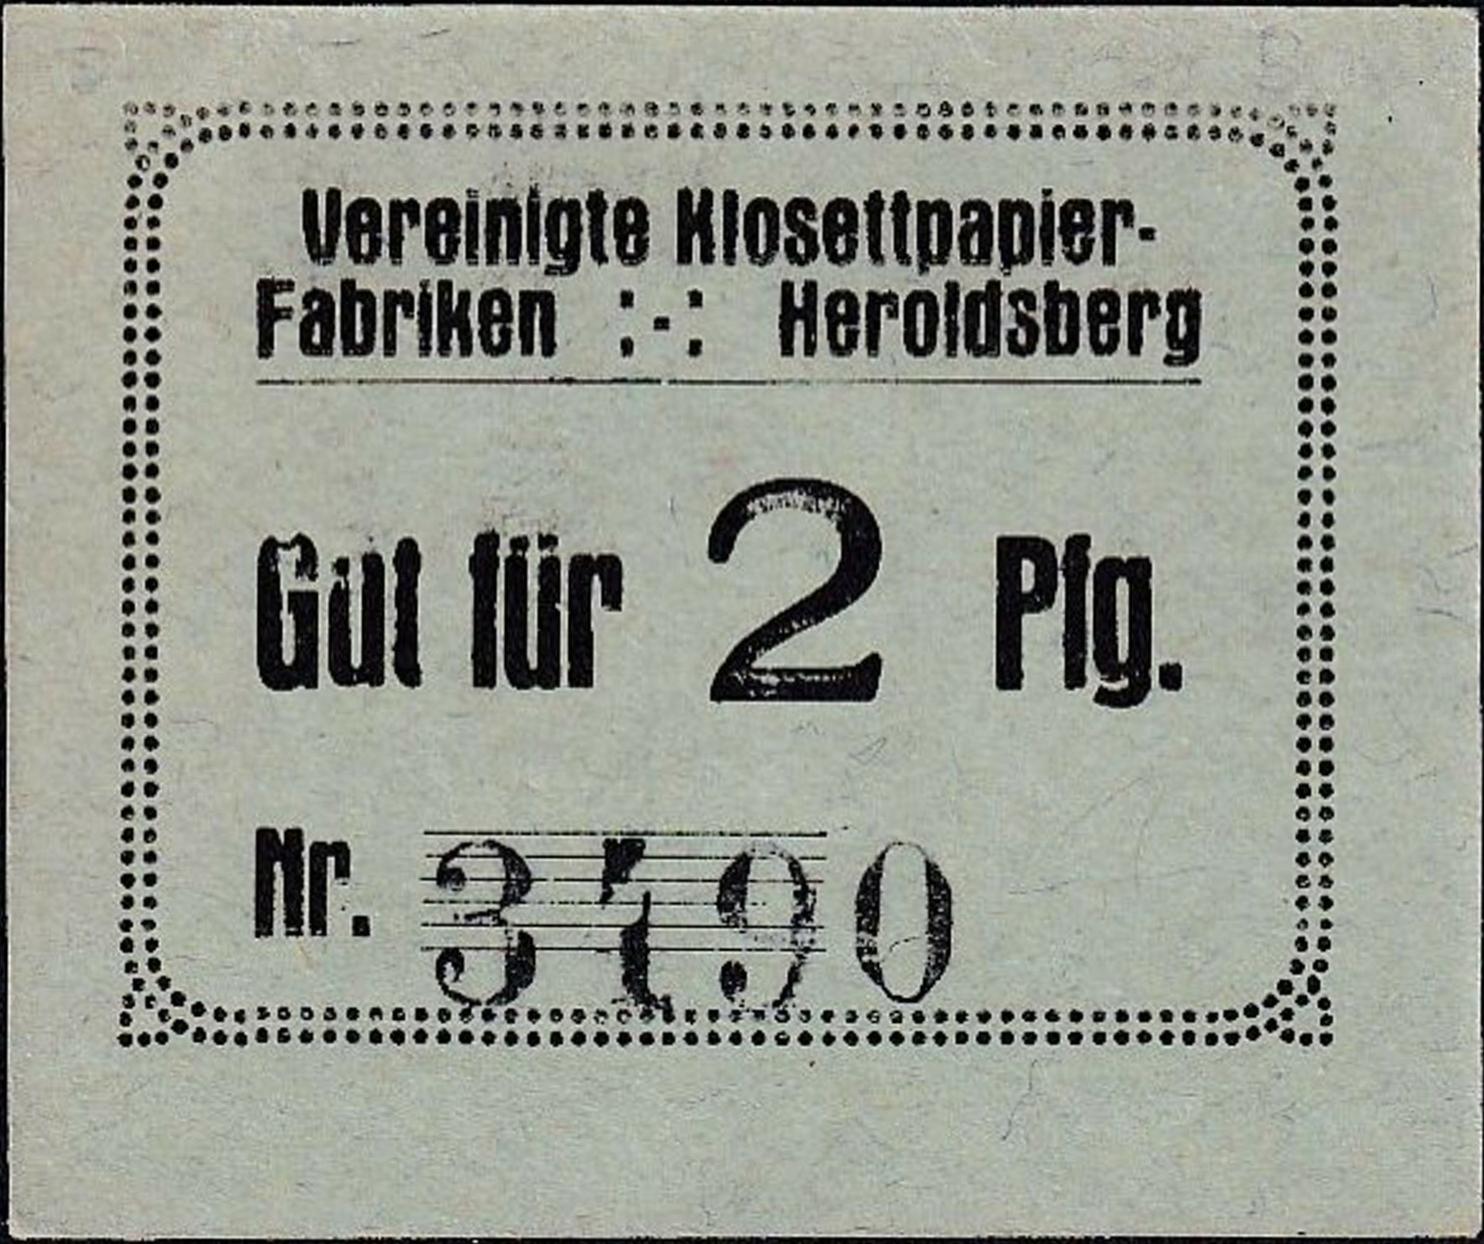 Vereinigte Klosettpapier-
Fabriken :-: Heroldsberg
Gut für 2 Pfg.
Nr.